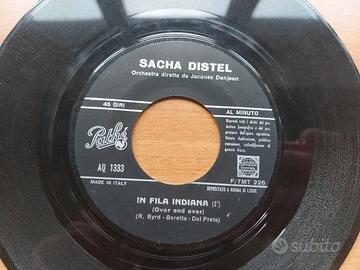 SACHA DISTEL
Orchestra diretta da Jacques Denjean
45 GIRI
AL MINUTO
Pathé
AQ 1333
MADE IN ITALY
F/7MT 226
DEPOSITATO A NORMA DI LEGGE
IN FILA INDIANA (2")
(Over and over)
(R. Byrd - Beretta - Del Prete)
subito